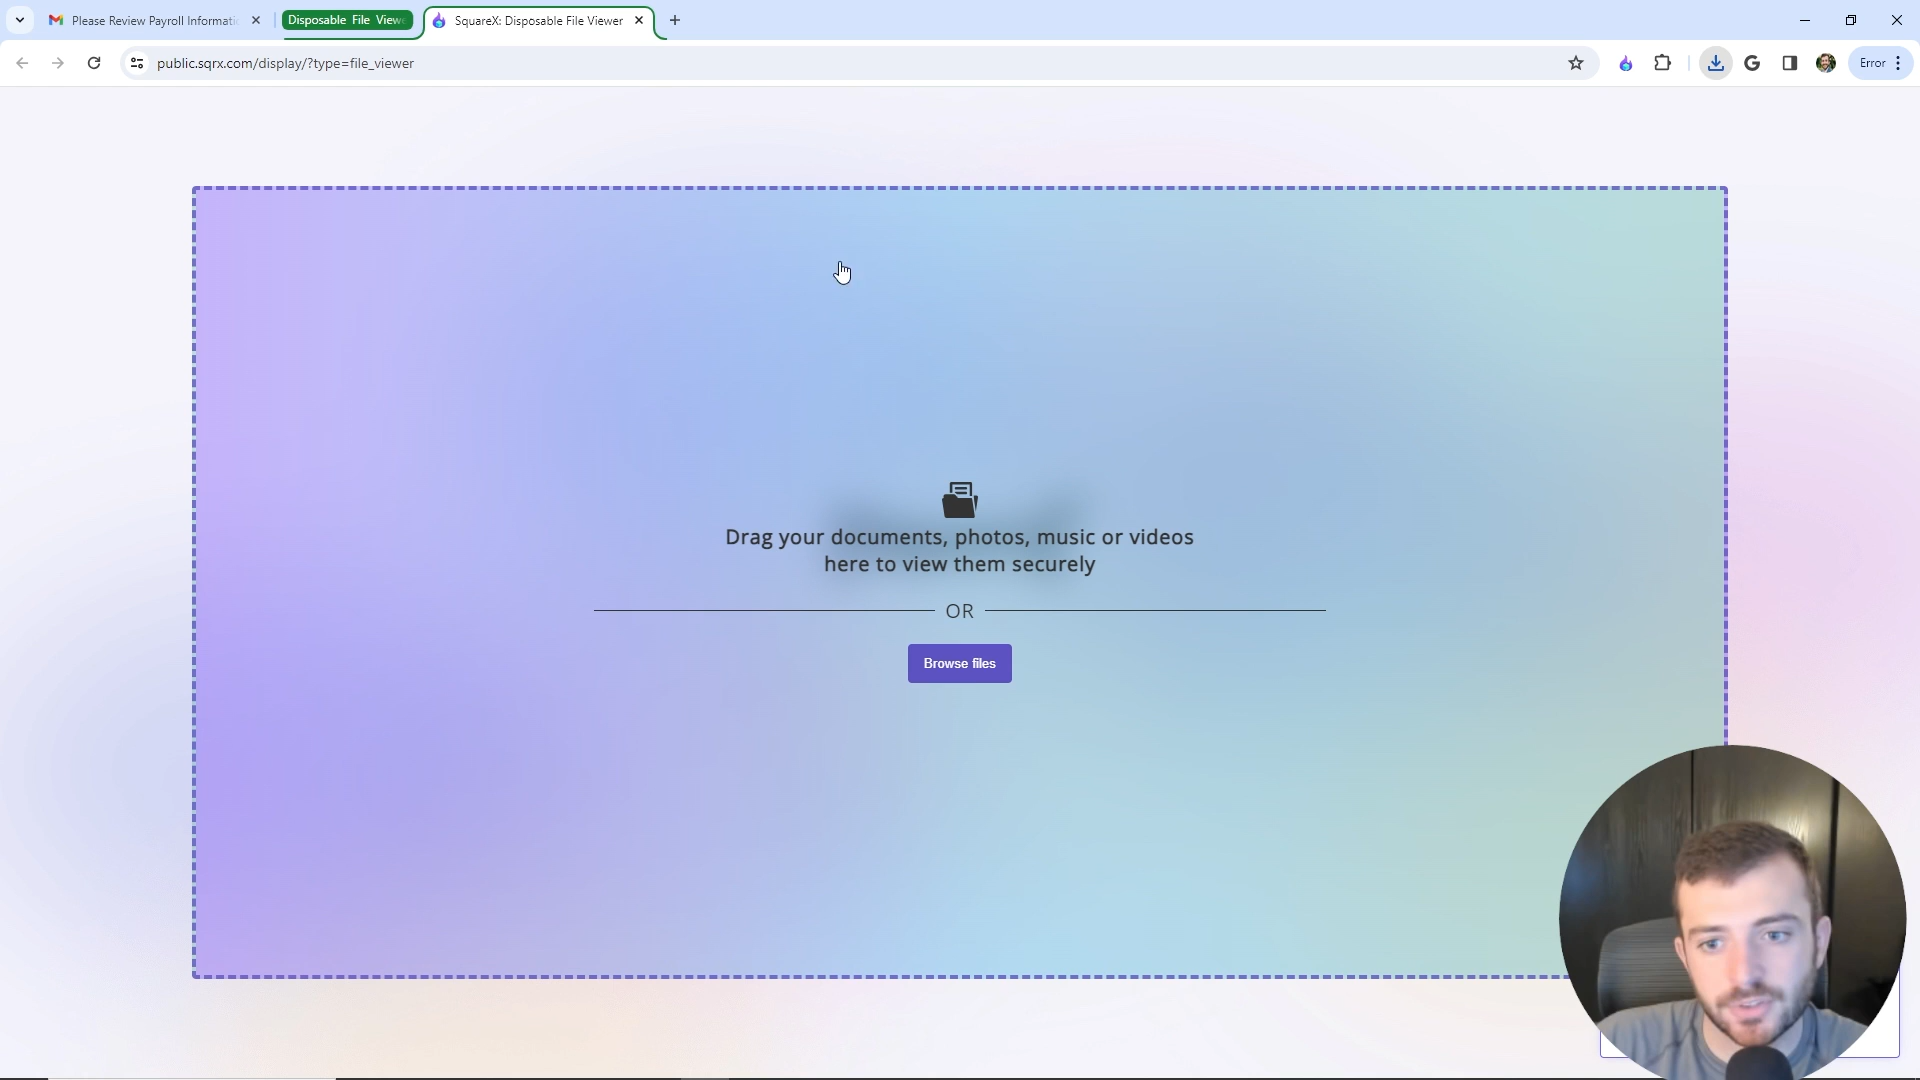 Please Review Payroll Informati
Disposable File View
SquareX: Disposable File Viewer
public.sqrx.com/display/?type=file_viewer
Error
Drag your documents, photos, music or videos
here to view them securely
OR
Browse files